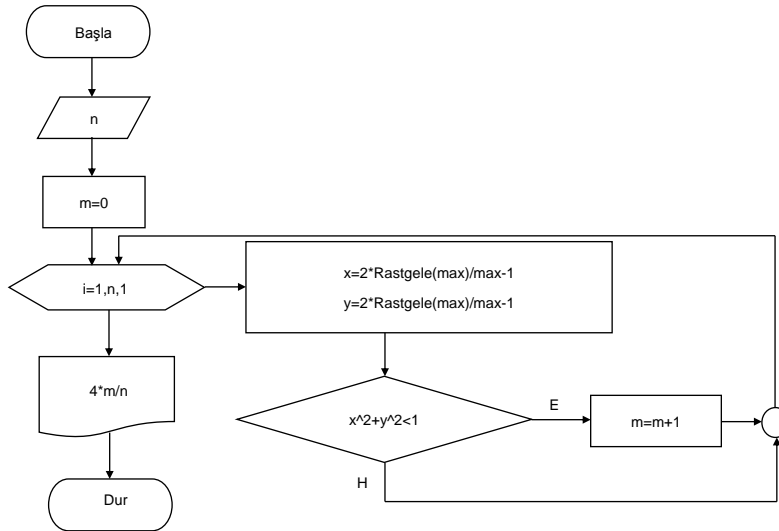 Başla
n
m=0
i=1,n,1
x=2*Rastgele(max)/max-1
y=2*Rastgele(max)/max-1
4*m/n
x^2+y^2<1
E
m=m+1
H
Dur